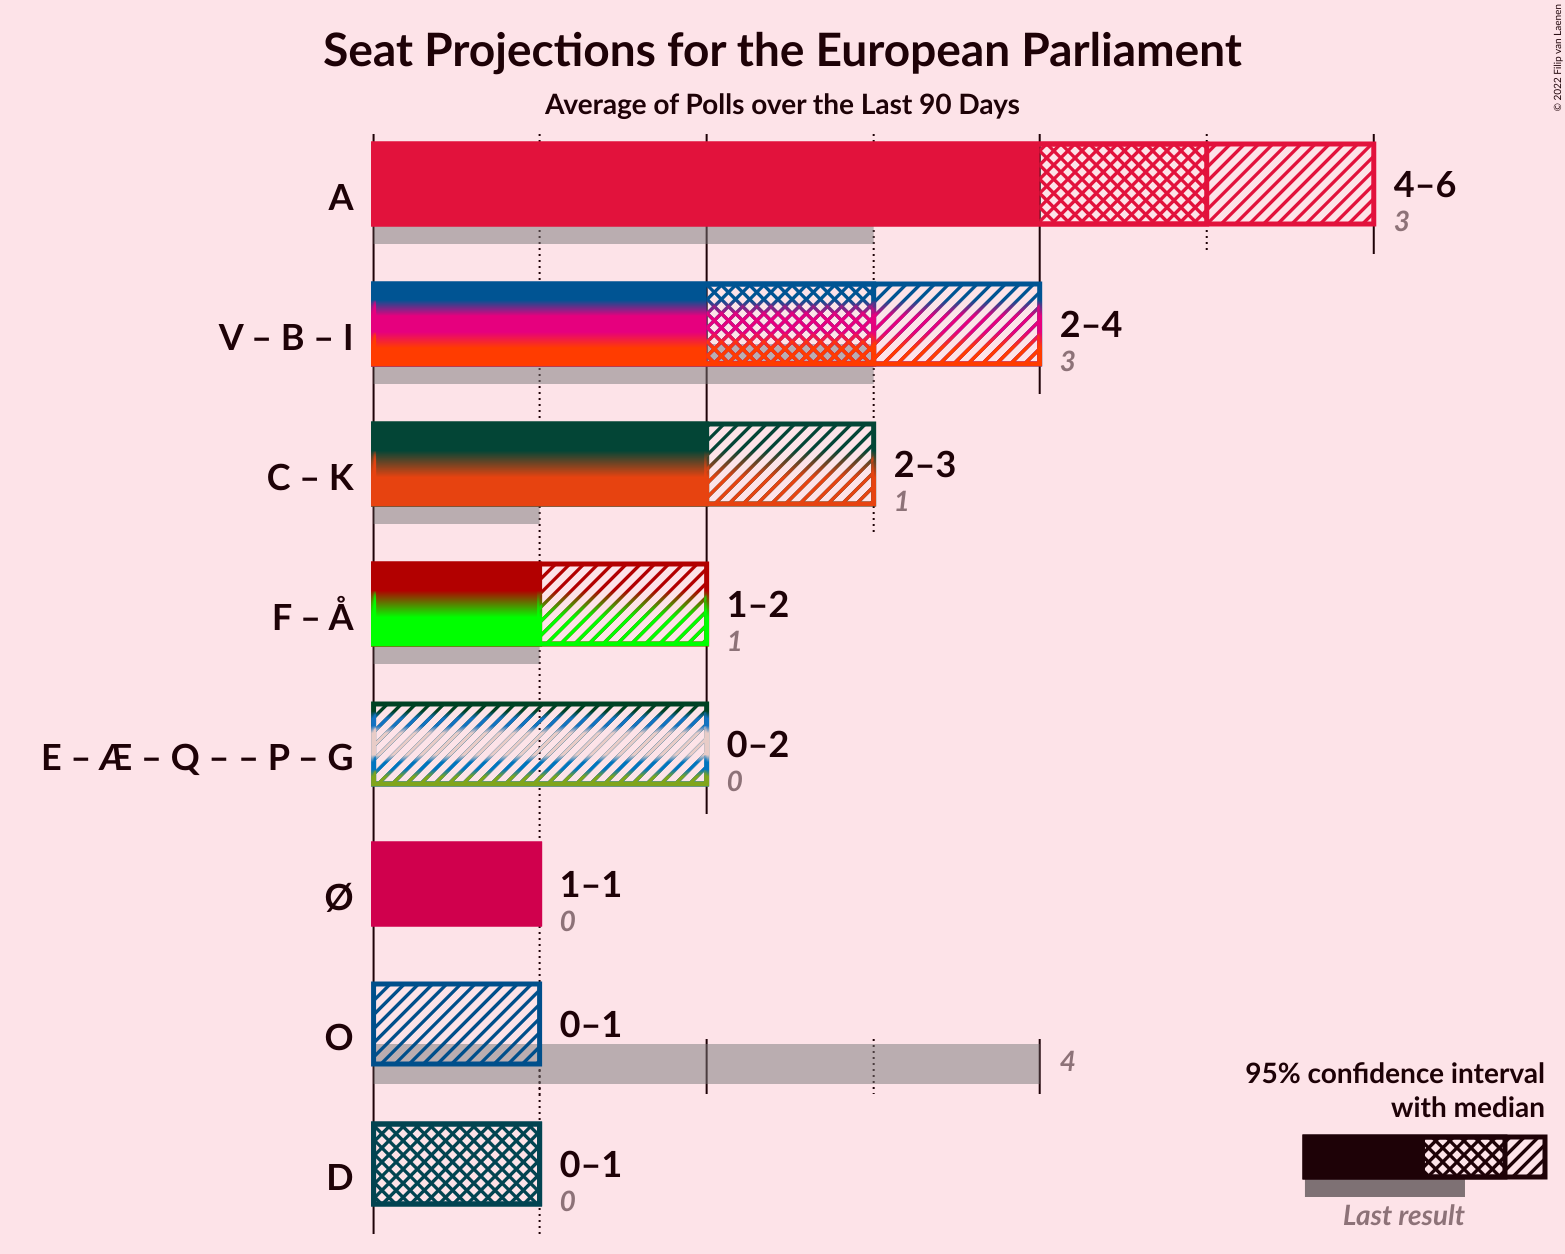 Seat Projections for the European Parliament
Average of Polls over the Last 90 Days
© 2022 Filip van Laenen
A
4–6
3
V – B – I
2–4
3
C – K
2–3
1
F – Å
1–2
1
E – Æ – Q – – P – G
0–2
0
Ø
1–1
0
O
0–1
4
D
0–1
0
95% confidence interval
with median
Last result